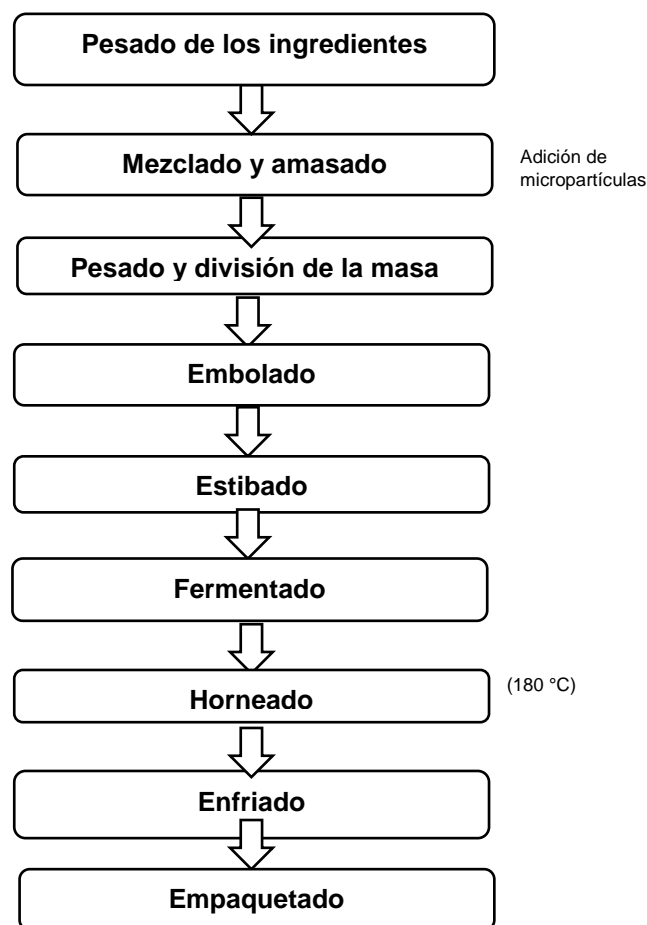 Pesado de los ingredientes
Mezclado y amasado
Adición de
micropartículas
Pesado y división de la masa
Embolado
Estibado
Fermentado
Horneado
(180 °C)
Enfriado
Empaquetado